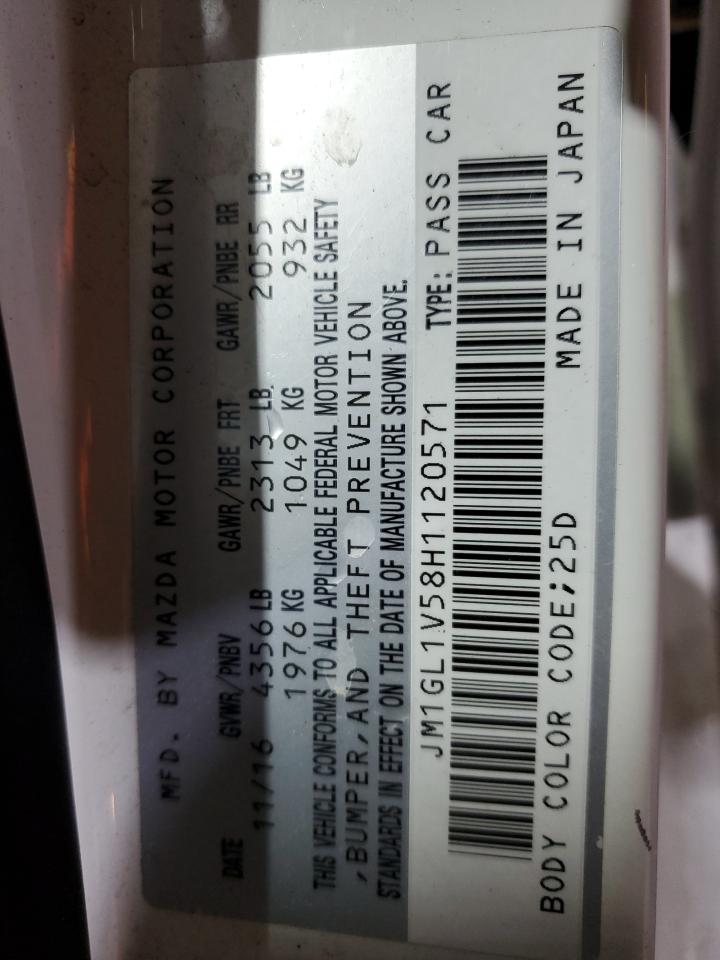 MFD. BY MAZDA MOTOR CORPORATION
DATE GVWR/PNBV GAWR/PNBE FRT GAWR/PNBE RR
11/16 4356 LB 2313 LB. 2055 LB
1976 KG 1049 KG 932 KG
THIS VEHICLE CONFORMS TO ALL APPLICABLE FEDERAL MOTOR VEHICLE SAFETY
,BUMPER,AND THEFT PREVENTION
STANDARDS IN EFFECT ON THE DATE OF MANUFACTURE SHOWN ABOVE.
JM1GL1V58H1120571 TYPE: PASS CAR
BODY COLOR CODE;25D MADE IN JAPAN